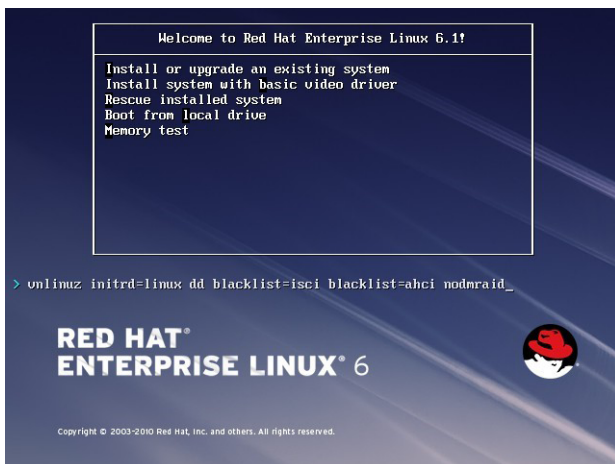 Welcome to Red Hat Enterprise Linux 6.1!
Install or upgrade an existing system
Install system with basic video driver
Rescue installed system
Boot from local drive
Memory test
> vmlinuz initrd=linux dd blacklist=isci blacklist=ahci nodmraid_
RED HAT®
ENTERPRISE LINUX® 6
Copyright © 2003-2010 Red Hat, Inc. and others. All rights reserved.